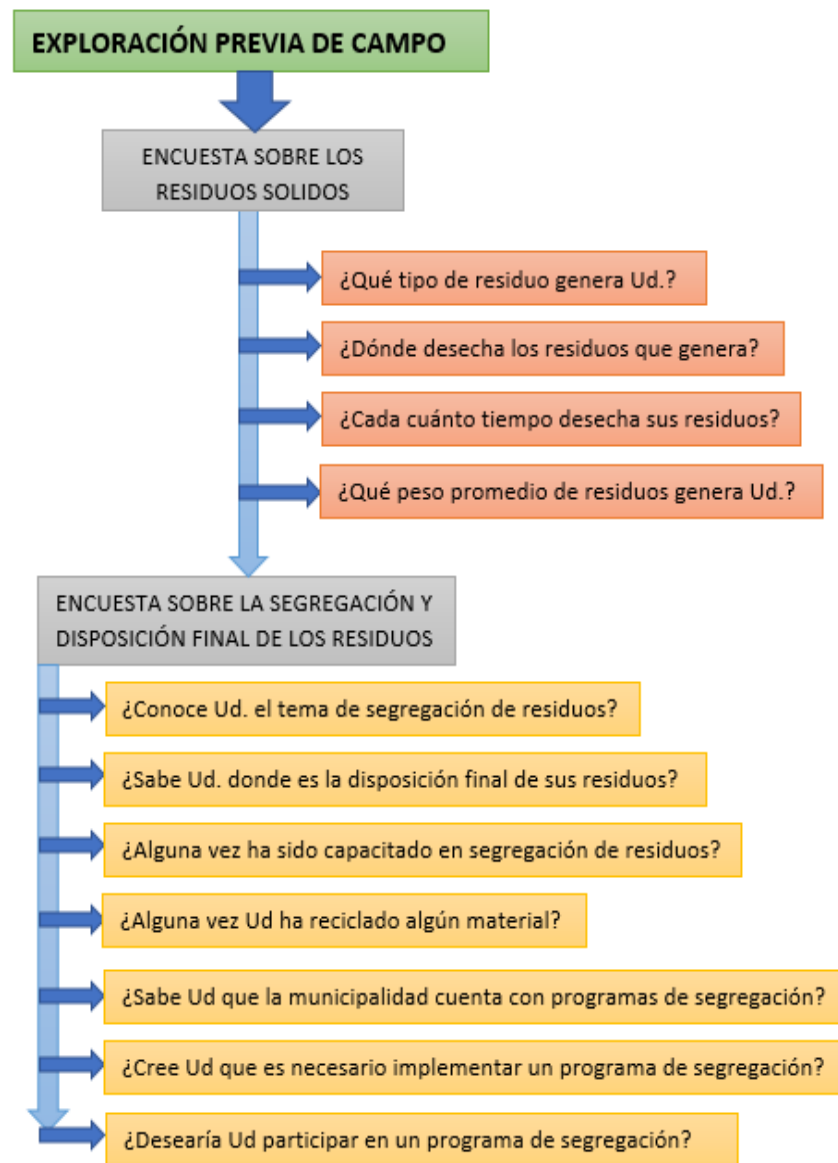 EXPLORACIÓN PREVIA DE CAMPO
ENCUESTA SOBRE LOS
RESIDUOS SOLIDOS
¿Qué tipo de residuo genera Ud.?
¿Dónde desecha los residuos que genera?
¿Cada cuánto tiempo desecha sus residuos?
¿Qué peso promedio de residuos genera Ud.?
ENCUESTA SOBRE LA SEGREGACIÓN Y
DISPOSICIÓN FINAL DE LOS RESIDUOS
¿Conoce Ud. el tema de segregación de residuos?
¿Sabe Ud. donde es la disposición final de sus residuos?
¿Alguna vez ha sido capacitado en segregación de residuos?
¿Alguna vez Ud ha reciclado algún material?
¿Sabe Ud que la municipalidad cuenta con programas de segregación?
¿Cree Ud que es necesario implementar un programa de segregación?
¿Desearía Ud participar en un programa de segregación?